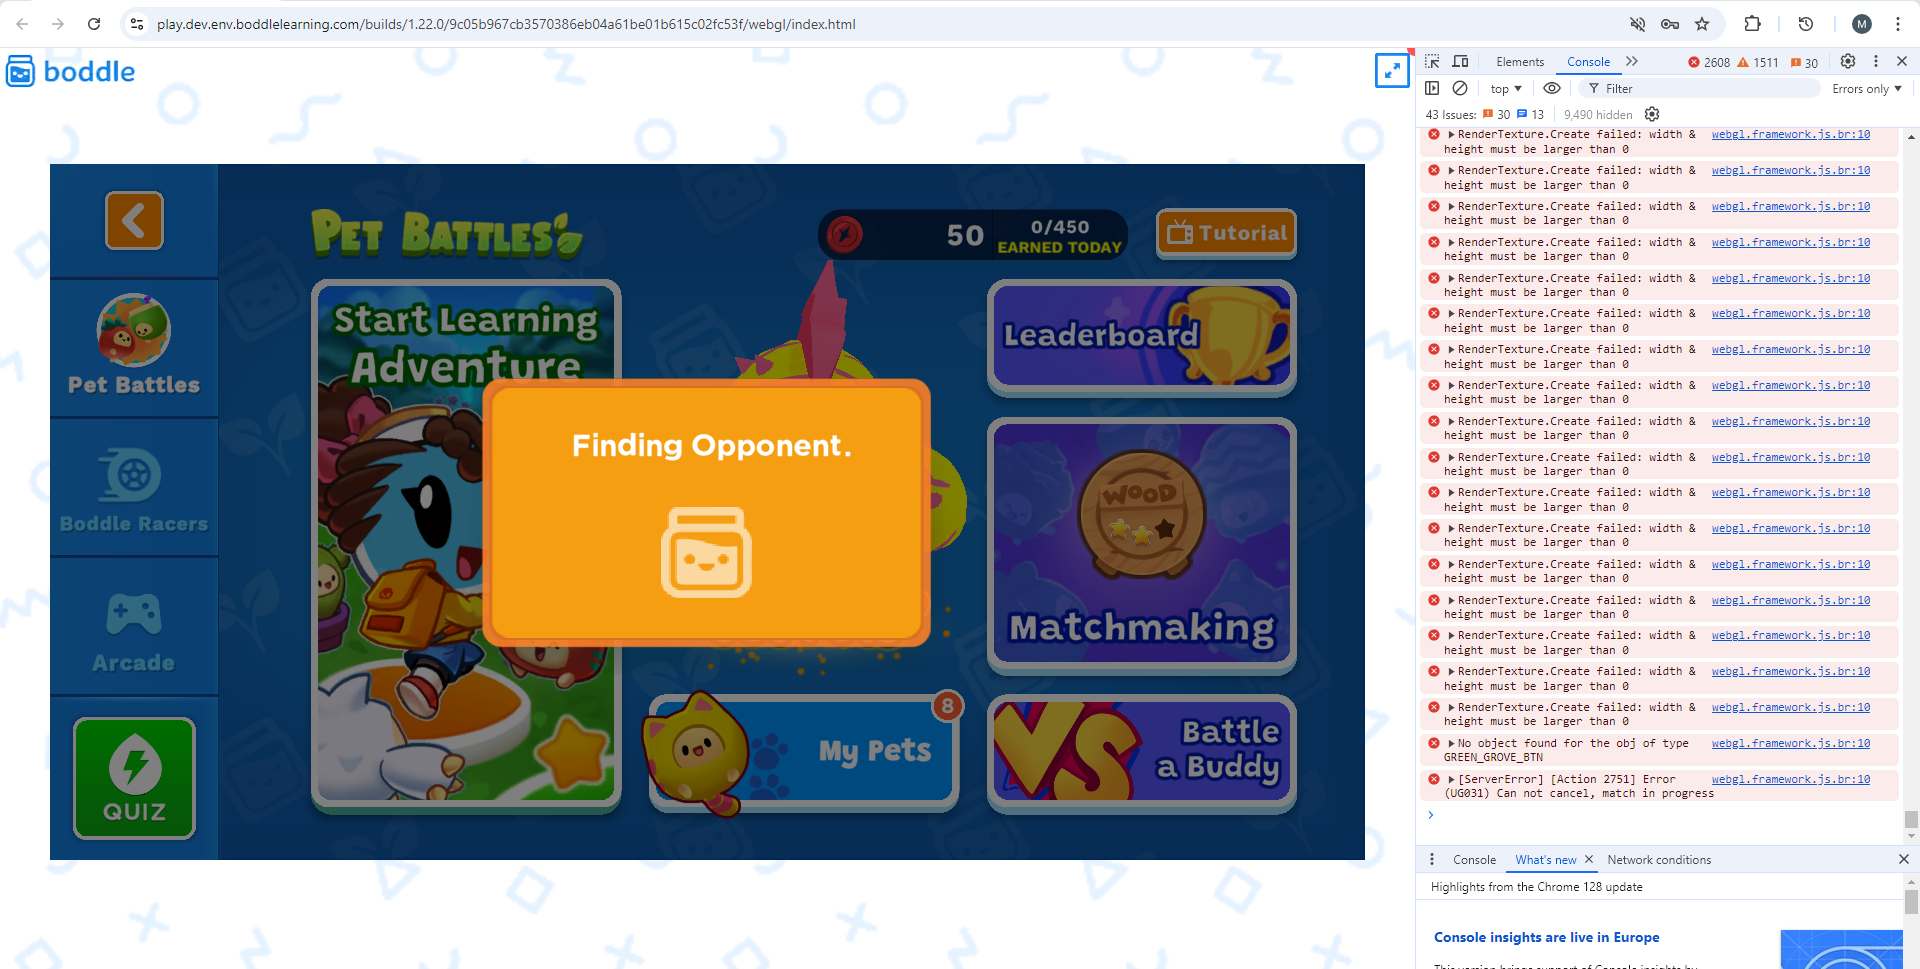 play.dev.env.boddlelearning.com/builds/1.22.0/9c05b967cb3570386eb04a61be01b615c02fc53f/webgl/index.html
M
boddle
Pet Battles
50
0/450
EARNED TODAY
Tutorial
Pet Battles
Boddle Racers
Arcade
QUIZ
Start Learning
Adventure
Finding Opponent.
My Pets
8
Leaderboard
WOOD
Matchmaking
VS
Battle
a Buddy
Elements
Console
2608
1511
30
top
Filter
Errors only
43 Issues:
30
13
9,490 hidden
RenderTexture.Create failed: width & webgl.framework.js.br:10
height must be larger than 0
RenderTexture.Create failed: width & webgl.framework.js.br:10
height must be larger than 0
RenderTexture.Create failed: width & webgl.framework.js.br:10
height must be larger than 0
RenderTexture.Create failed: width & webgl.framework.js.br:10
height must be larger than 0
RenderTexture.Create failed: width & webgl.framework.js.br:10
height must be larger than 0
RenderTexture.Create failed: width & webgl.framework.js.br:10
height must be larger than 0
RenderTexture.Create failed: width & webgl.framework.js.br:10
height must be larger than 0
RenderTexture.Create failed: width & webgl.framework.js.br:10
height must be larger than 0
RenderTexture.Create failed: width & webgl.framework.js.br:10
height must be larger than 0
RenderTexture.Create failed: width & webgl.framework.js.br:10
height must be larger than 0
RenderTexture.Create failed: width & webgl.framework.js.br:10
height must be larger than 0
RenderTexture.Create failed: width & webgl.framework.js.br:10
height must be larger than 0
RenderTexture.Create failed: width & webgl.framework.js.br:10
height must be larger than 0
RenderTexture.Create failed: width & webgl.framework.js.br:10
height must be larger than 0
RenderTexture.Create failed: width & webgl.framework.js.br:10
height must be larger than 0
RenderTexture.Create failed: width & webgl.framework.js.br:10
height must be larger than 0
RenderTexture.Create failed: width & webgl.framework.js.br:10
height must be larger than 0
No object found for the obj of type webgl.framework.js.br:10
GREEN_GROVE_BTN
[ServerError] [Action 2751] Error webgl.framework.js.br:10
(UG031) Can not cancel, match in progress
Console
What's new
Network conditions
Highlights from the Chrome 128 update
Console insights are live in Europe
This version brings support of Console insights by